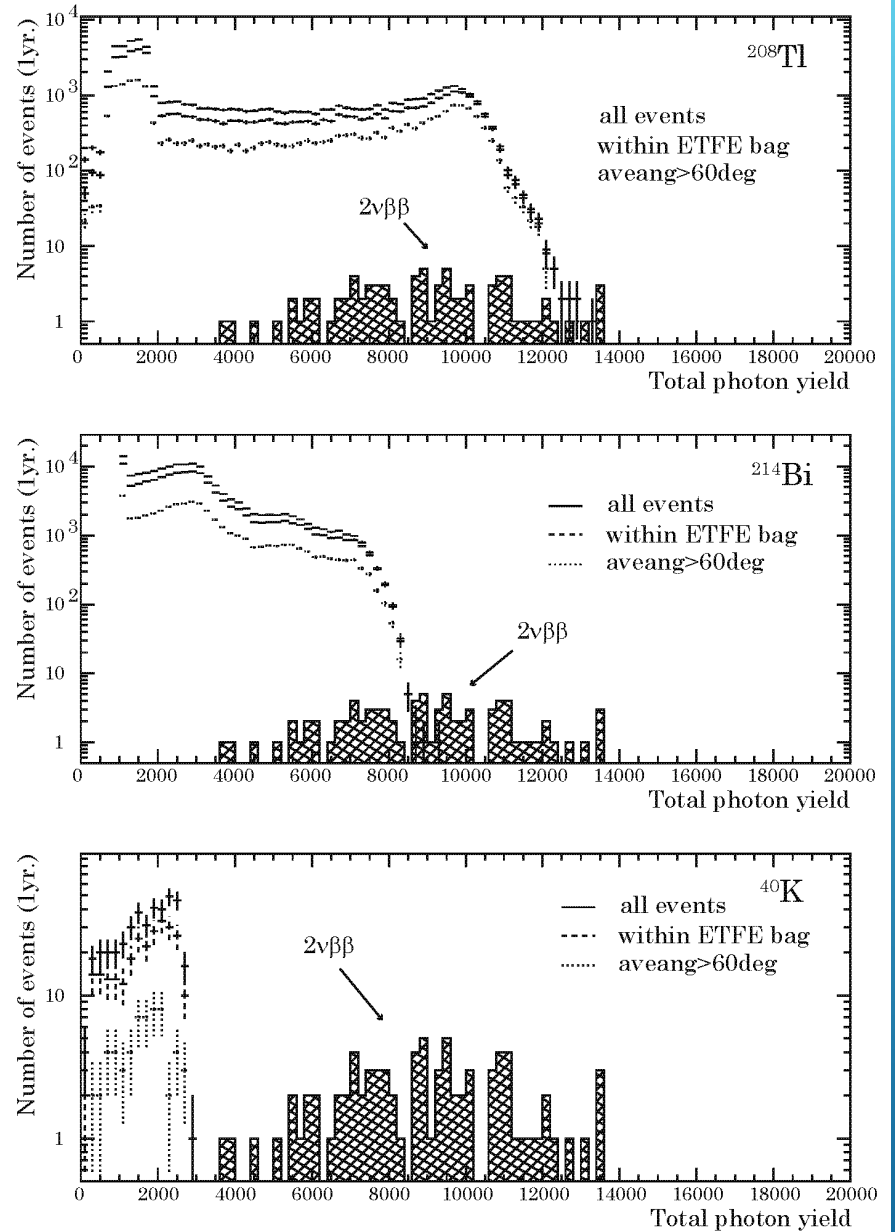 Number of events (1yr.)
10⁴
10³
10²
10
1
²⁰⁸Tl
all events
within ETFE bag
aveang>60deg
2νββ
0 2000 4000 6000 8000 10000 12000 14000 16000 18000 20000
Total photon yield
Number of events (1yr.)
10⁴
10³
10²
10
1
²¹⁴Bi
all events
within ETFE bag
aveang>60deg
2νββ
0 2000 4000 6000 8000 10000 12000 14000 16000 18000 20000
Total photon yield
Number of events (1yr.)
10
1
⁴⁰K
all events
within ETFE bag
aveang>60deg
2νββ
0 2000 4000 6000 8000 10000 12000 14000 16000 18000 20000
Total photon yield